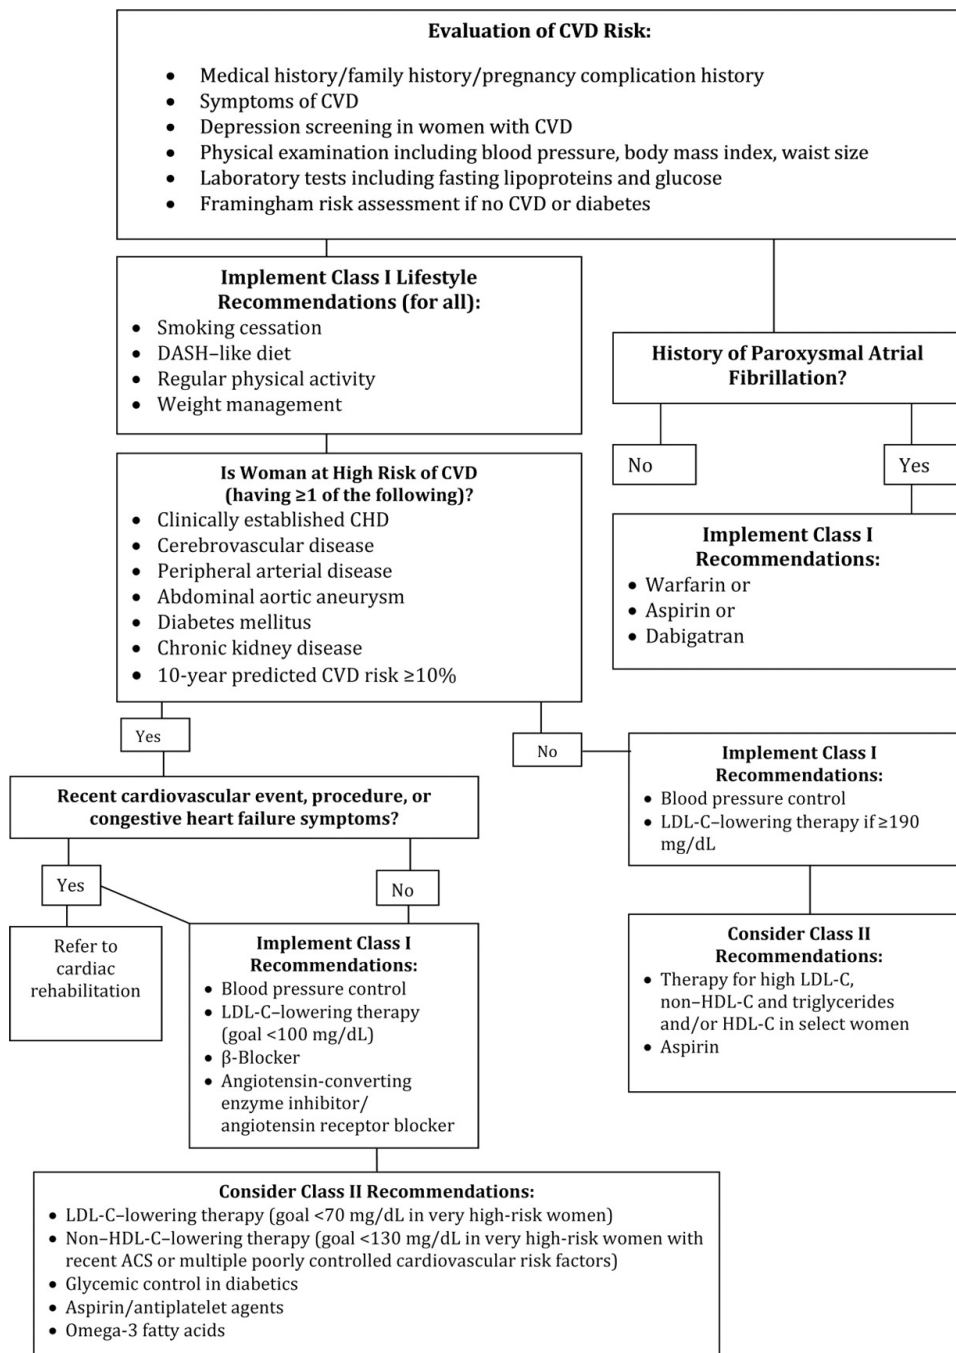 Evaluation of CVD Risk:
• Medical history/family history/pregnancy complication history
• Symptoms of CVD
• Depression screening in women with CVD
• Physical examination including blood pressure, body mass index, waist size
• Laboratory tests including fasting lipoproteins and glucose
• Framingham risk assessment if no CVD or diabetes
Implement Class I Lifestyle
Recommendations (for all):
• Smoking cessation
• DASH–like diet
• Regular physical activity
• Weight management
History of Paroxysmal Atrial
Fibrillation?
No
Yes
Implement Class I
Recommendations:
• Warfarin or
• Aspirin or
• Dabigatran
Is Woman at High Risk of CVD
(having ≥1 of the following)?
• Clinically established CHD
• Cerebrovascular disease
• Peripheral arterial disease
• Abdominal aortic aneurysm
• Diabetes mellitus
• Chronic kidney disease
• 10-year predicted CVD risk ≥10%
Yes
No
Implement Class I
Recommendations:
• Blood pressure control
• LDL-C–lowering therapy if ≥190
mg/dL
Recent cardiovascular event, procedure, or
congestive heart failure symptoms?
Yes
No
Refer to
cardiac
rehabilitation
Implement Class I
Recommendations:
• Blood pressure control
• LDL-C–lowering therapy
(goal <100 mg/dL)
• β-Blocker
• Angiotensin-converting
enzyme inhibitor/
angiotensin receptor blocker
Consider Class II
Recommendations:
• Therapy for high LDL-C,
non–HDL-C and triglycerides
and/or HDL-C in select women
• Aspirin
Consider Class II Recommendations:
• LDL-C–lowering therapy (goal <70 mg/dL in very high-risk women)
• Non–HDL-C–lowering therapy (goal <130 mg/dL in very high-risk women with
recent ACS or multiple poorly controlled cardiovascular risk factors)
• Glycemic control in diabetics
• Aspirin/antiplatelet agents
• Omega-3 fatty acids